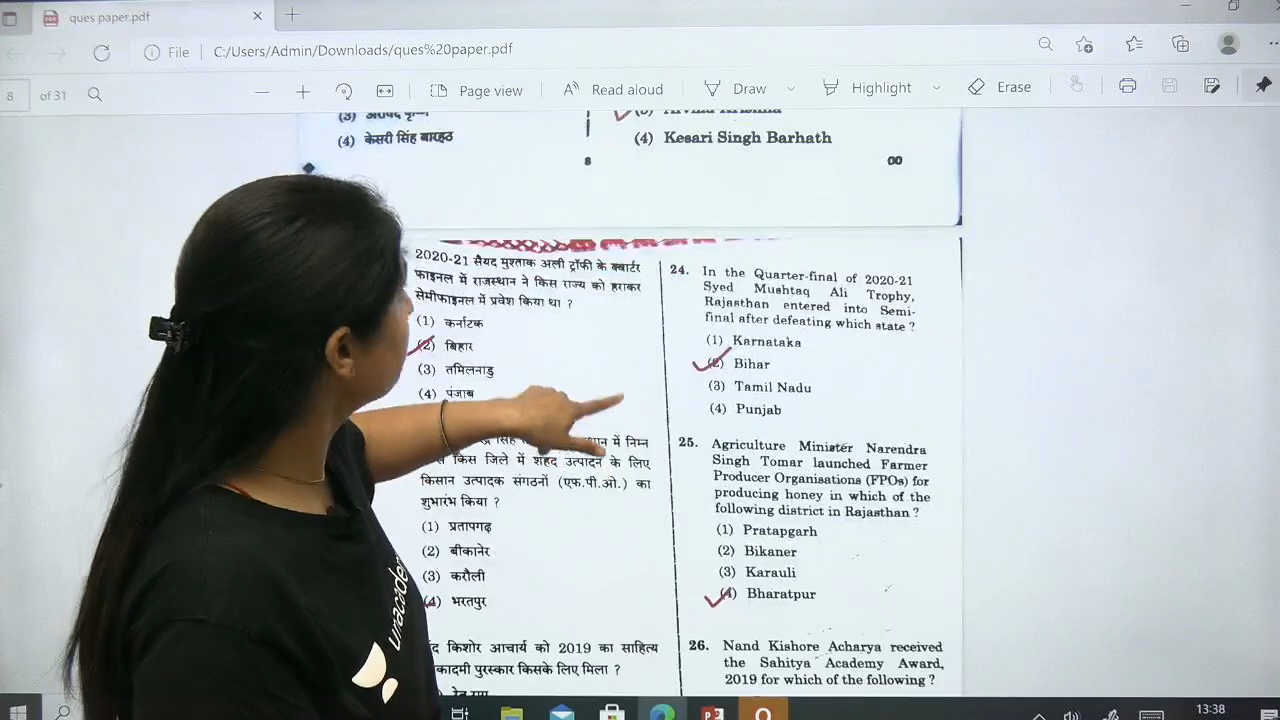 ques paper.pdf
File
C:/Users/Admin/Downloads/ques%20paper.pdf
8 of 31
Page view
Read aloud
Draw
Highlight
Erase
(4) केसरी सिंह बारहठ
(4) Kesari Singh Barhath
8
00
2020-21 सैयद मुश्ताक अली ट्रॉफी के क्वार्टर
फाइनल में राजस्थान ने किस राज्य को हराकर
सेमीफाइनल में प्रवेश किया था ?
(1) कर्नाटक
(2) बिहार
(3) तमिलनाडु
(4) पंजाब
24. In the Quarter-final of 2020-21
Syed Mushtaq Ali Trophy,
Rajasthan entered into Semi-
final after defeating which state ?
(1) Karnataka
(2) Bihar
(3) Tamil Nadu
(4) Punjab
में निम्न
किस जिले में शहद उत्पादन के लिए
किसान उत्पादक संगठनों (एफ.पी.ओ.) का
शुभारंभ किया ?
(1) प्रतापगढ़
(2) बीकानेर
(3) करौली
(4) भरतपुर
25. Agriculture Minister Narendra
Singh Tomar launched Farmer
Producer Organisations (FPOs) for
producing honey in which of the
following district in Rajasthan ?
(1) Pratapgarh
(2) Bikaner
(3) Karauli
(4) Bharatpur
किशोर आचार्य को 2019 का साहित्य
पुरस्कार किसके लिए मिला ?
26. Nand Kishore Acharya received
the Sahitya Academy Award,
2019 for which of the following ?
unacademy
13:38